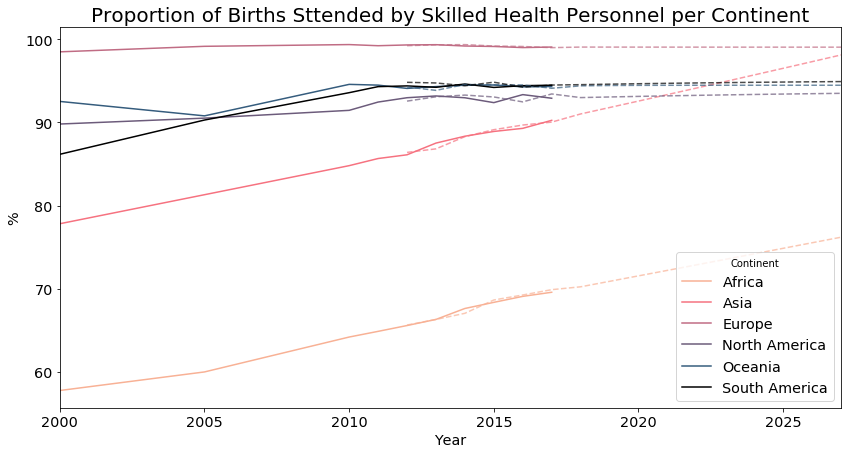 Proportion of Births Sttended by Skilled Health Personnel per Continent
100
90
80
70
60
%
2000 2005 2010 2015 2020 2025
Year
Continent
Africa
Asia
Europe
North America
Oceania
South America